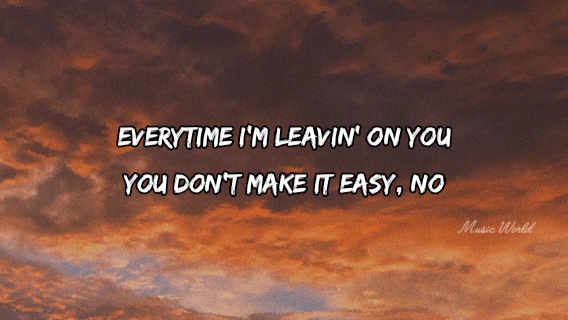 EVERYTIME I'M LEAVIN' ON YOU
YOU DON'T MAKE IT EASY, NO
Music World